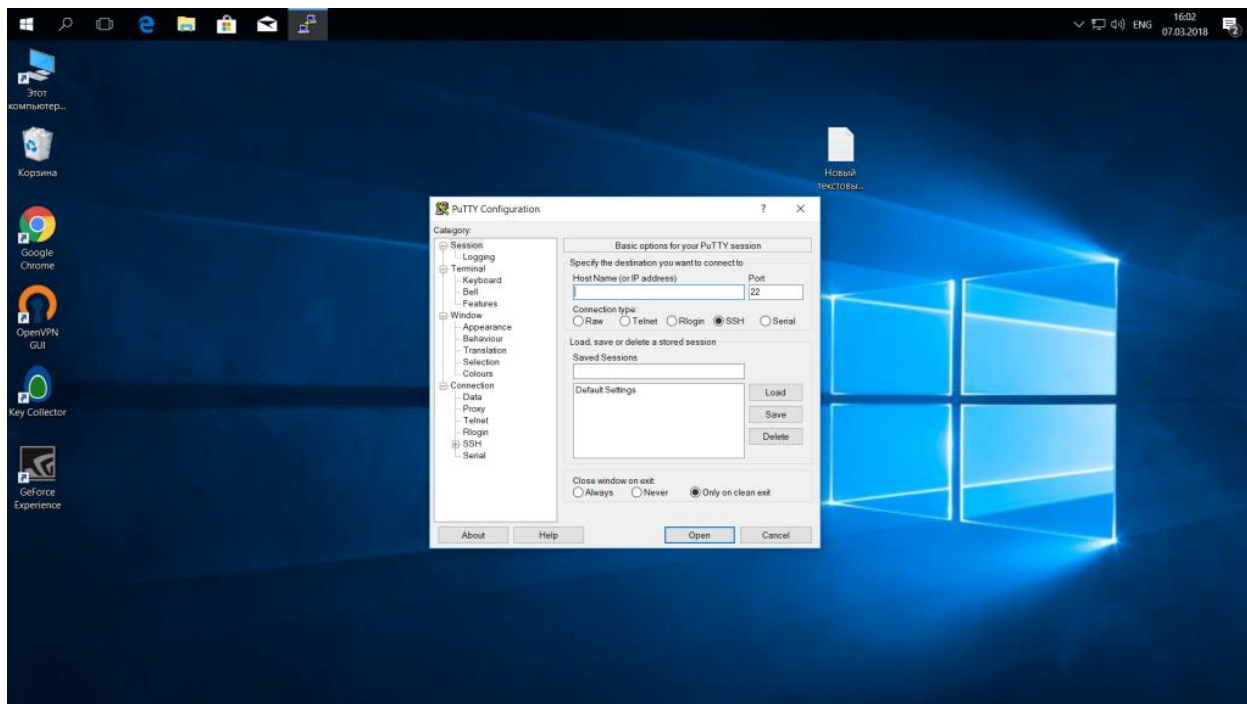 ENG
16:02
07.03.2018
2
Этот
компьютер...
Корзина
Google
Chrome
OpenVPN
GUI
Key Collector
GeForce
Experience
Новый
текстовы...
PuTTY Configuration
?
Category:
Session
Logging
Terminal
Keyboard
Bell
Features
Window
Appearance
Behaviour
Translation
Selection
Colours
Connection
Data
Proxy
Telnet
Rlogin
SSH
Serial
Basic options for your PuTTY session
Specify the destination you want to connect to
Host Name (or IP address) Port
22
Connection type:
Raw Telnet Rlogin SSH Serial
Load, save or delete a stored session
Saved Sessions
Default Settings
Load
Save
Delete
Close window on exit:
Always Never Only on clean exit
About Help Open Cancel